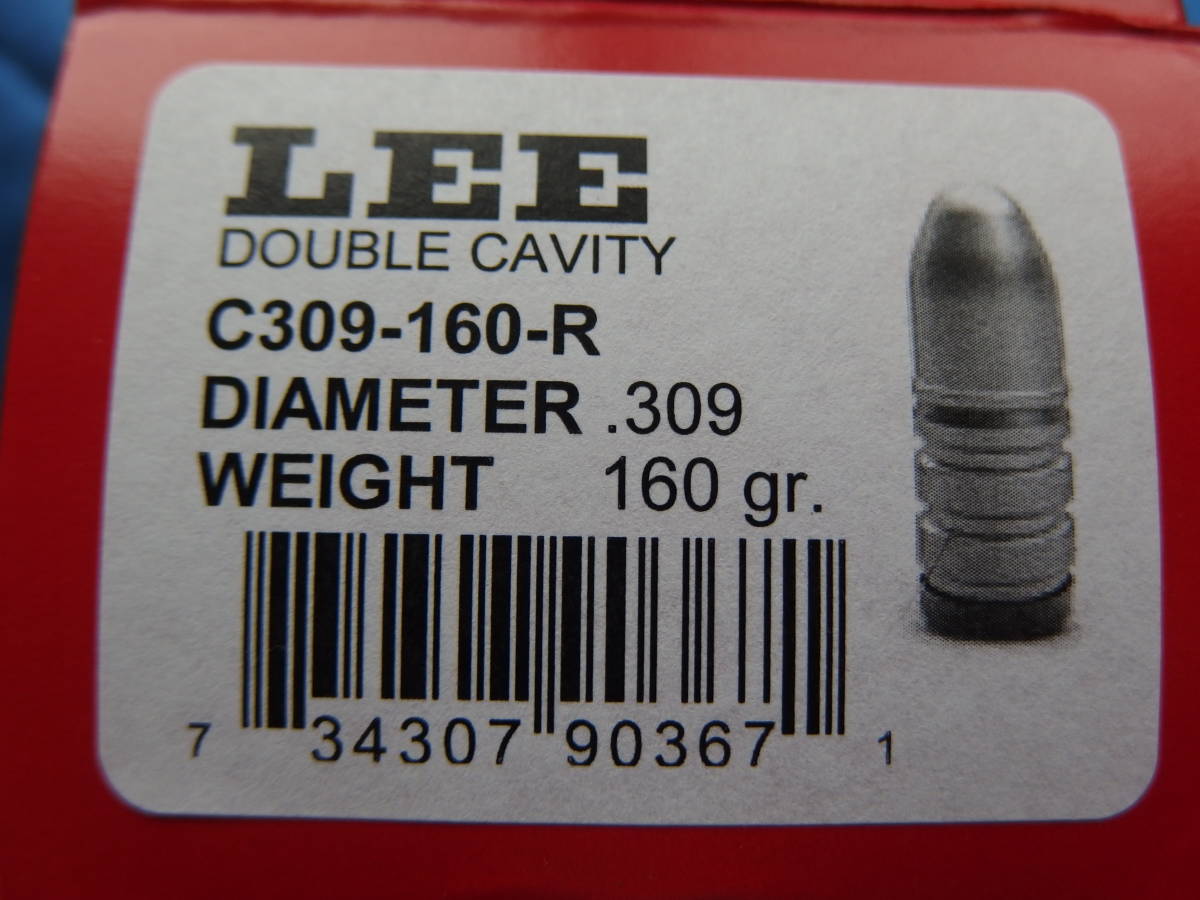 LEE
DOUBLE CAVITY
C309-160-R
DIAMETER .309
WEIGHT 160 gr.
7 34307 90367 1